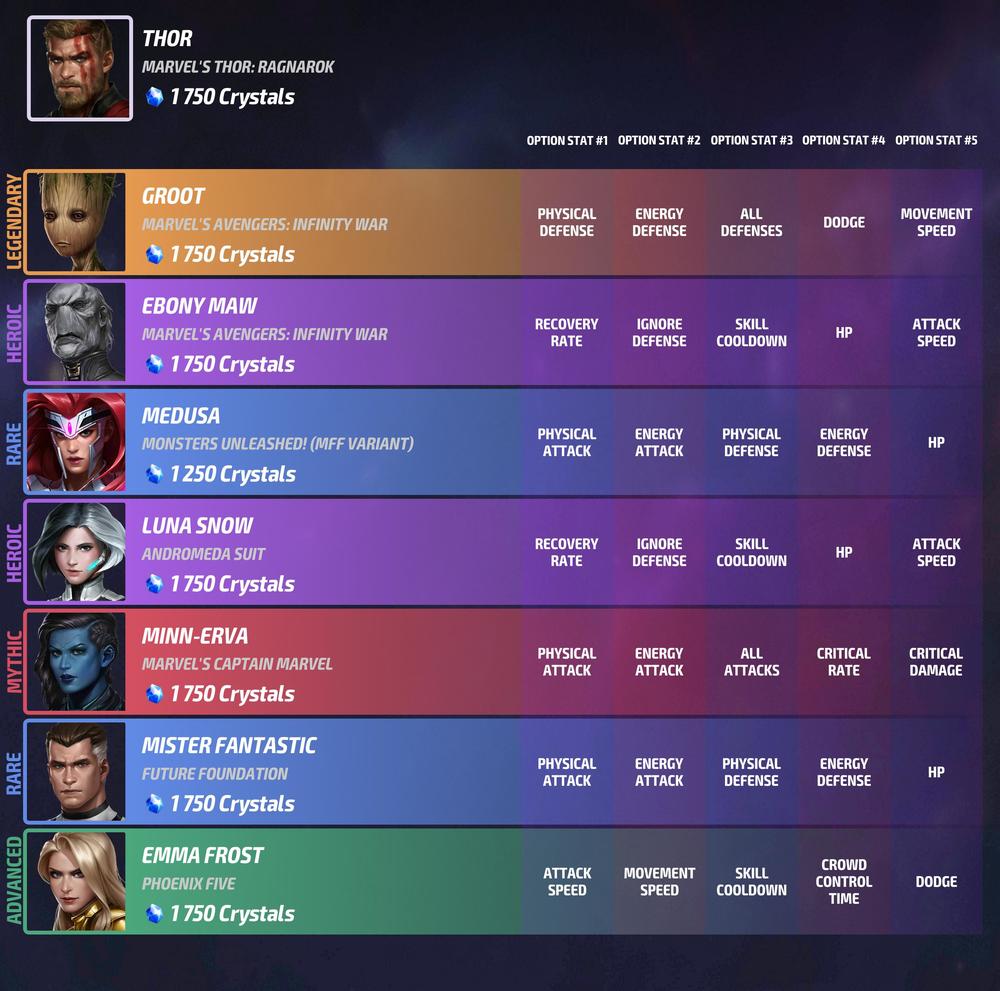 THOR
MARVEL'S THOR: RAGNAROK
1 750 Crystals
OPTION STAT #1 OPTION STAT #2 OPTION STAT #3 OPTION STAT #4 OPTION STAT #5
LEGENDARY
GROOT
MARVEL'S AVENGERS: INFINITY WAR
1 750 Crystals
PHYSICAL
DEFENSE
ENERGY
DEFENSE
ALL
DEFENSES
DODGE
MOVEMENT
SPEED
HEROIC
EBONY MAW
MARVEL'S AVENGERS: INFINITY WAR
1 750 Crystals
RECOVERY
RATE
IGNORE
DEFENSE
SKILL
COOLDOWN
HP
ATTACK
SPEED
RARE
MEDUSA
MONSTERS UNLEASHED! (MFF VARIANT)
1 250 Crystals
PHYSICAL
ATTACK
ENERGY
ATTACK
PHYSICAL
DEFENSE
ENERGY
DEFENSE
HP
HEROIC
LUNA SNOW
ANDROMEDA SUIT
1 750 Crystals
RECOVERY
RATE
IGNORE
DEFENSE
SKILL
COOLDOWN
HP
ATTACK
SPEED
MYTHIC
MINN-ERVA
MARVEL'S CAPTAIN MARVEL
1 750 Crystals
PHYSICAL
ATTACK
ENERGY
ATTACK
ALL
ATTACKS
CRITICAL
RATE
CRITICAL
DAMAGE
RARE
MISTER FANTASTIC
FUTURE FOUNDATION
1 750 Crystals
PHYSICAL
ATTACK
ENERGY
ATTACK
PHYSICAL
DEFENSE
ENERGY
DEFENSE
HP
ADVANCED
EMMA FROST
PHOENIX FIVE
1 750 Crystals
ATTACK
SPEED
MOVEMENT
SPEED
SKILL
COOLDOWN
CROWD
CONTROL
TIME
DODGE